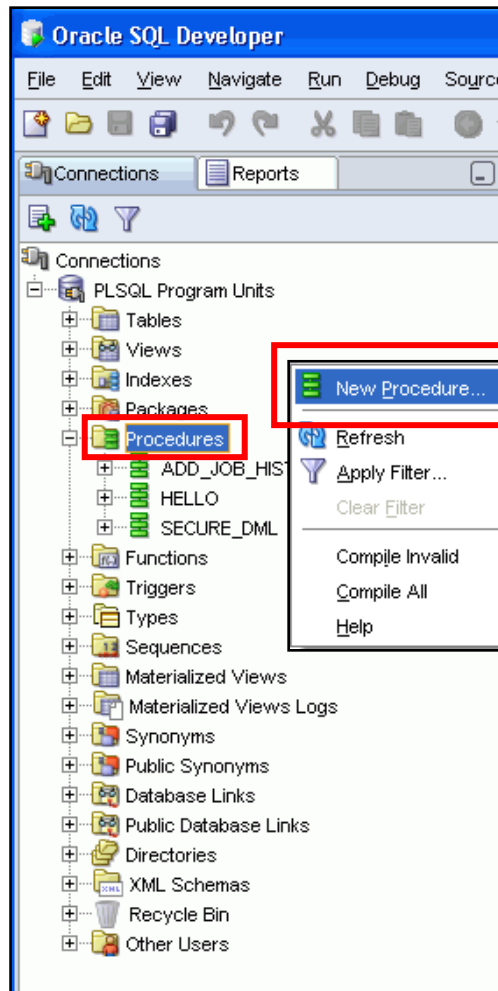 Oracle SQL Developer
File Edit View Navigate Run Debug Source
Connections Reports
Connections
PLSQL Program Units
Tables
Views
Indexes
Packages
Procedures
ADD_JOB_HIS
HELLO
SECURE_DML
Functions
Triggers
Types
Sequences
Materialized Views
Materialized Views Logs
Synonyms
Public Synonyms
Database Links
Public Database Links
Directories
XML Schemas
Recycle Bin
Other Users
New Procedure...
Refresh
Apply Filter...
Clear Filter
Compile Invalid
Compile All
Help